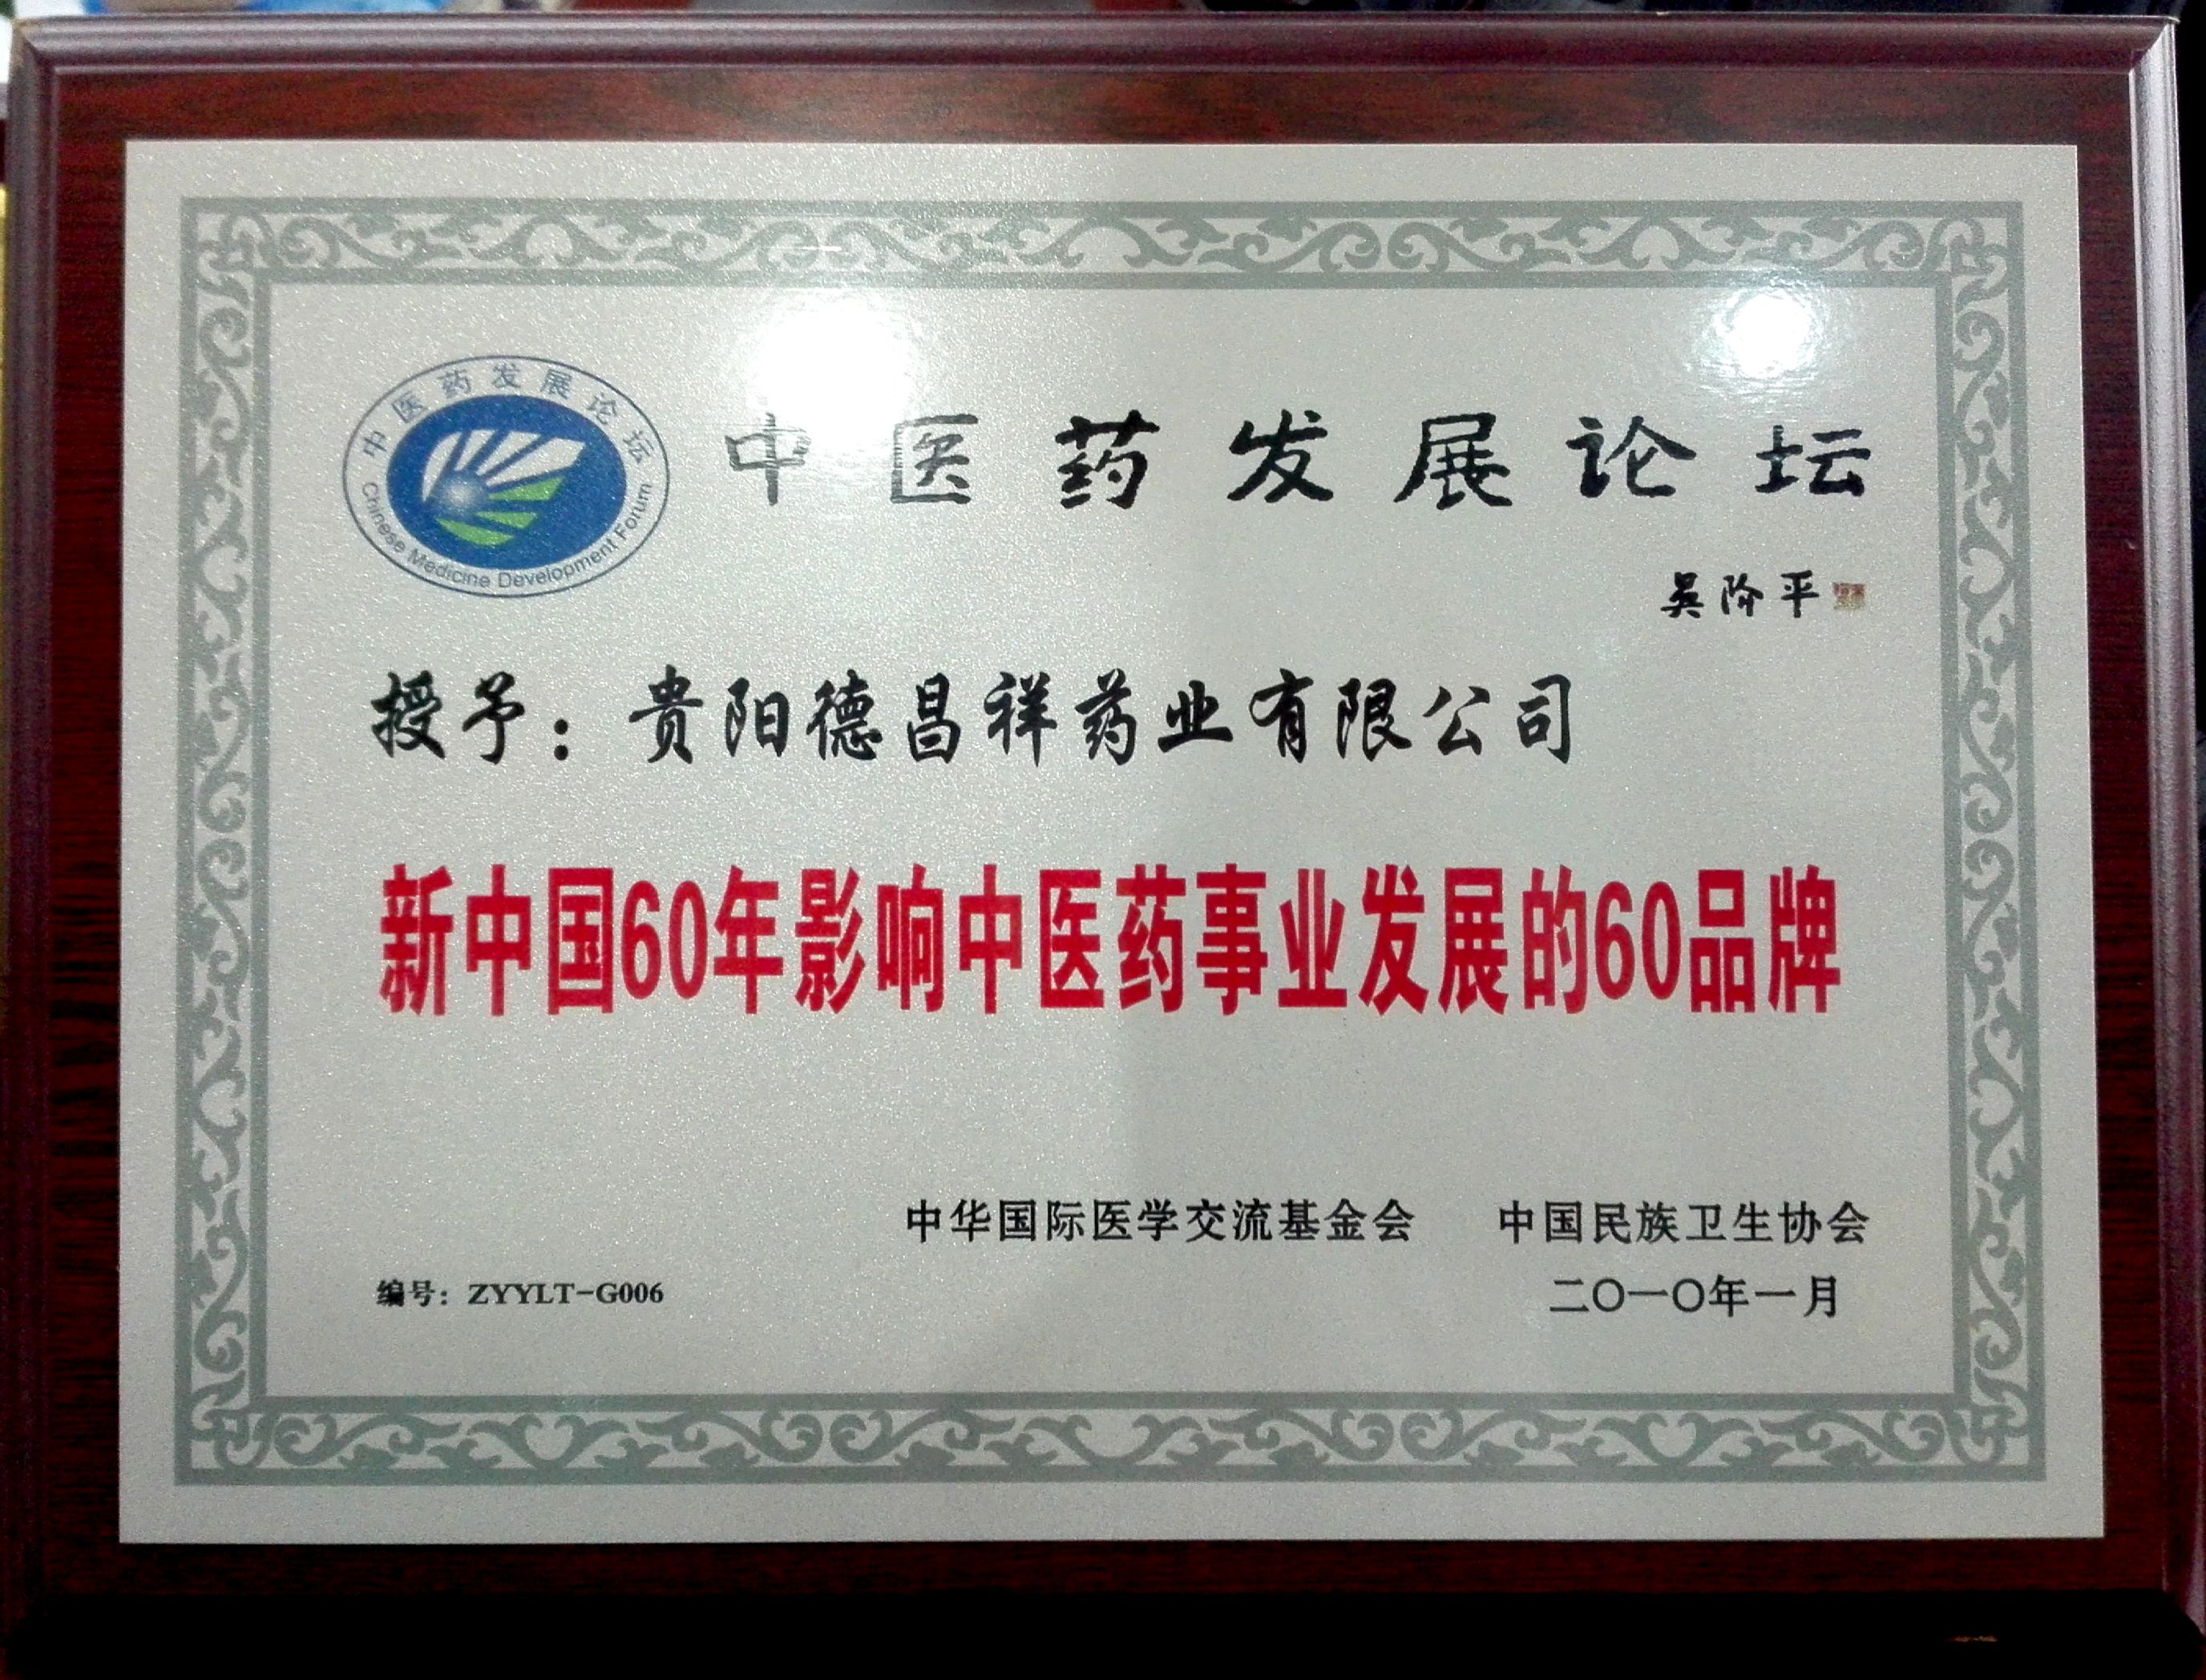 中医药发展论坛
Chinese Medicine Development Forum
中医药发展论坛
吴阶平
授予：贵阳德昌祥药业有限公司
新中国60年影响中医药事业发展的60品牌
中华国际医学交流基金会 中国民族卫生协会
编号：ZYYLT-G006 二〇一〇年一月